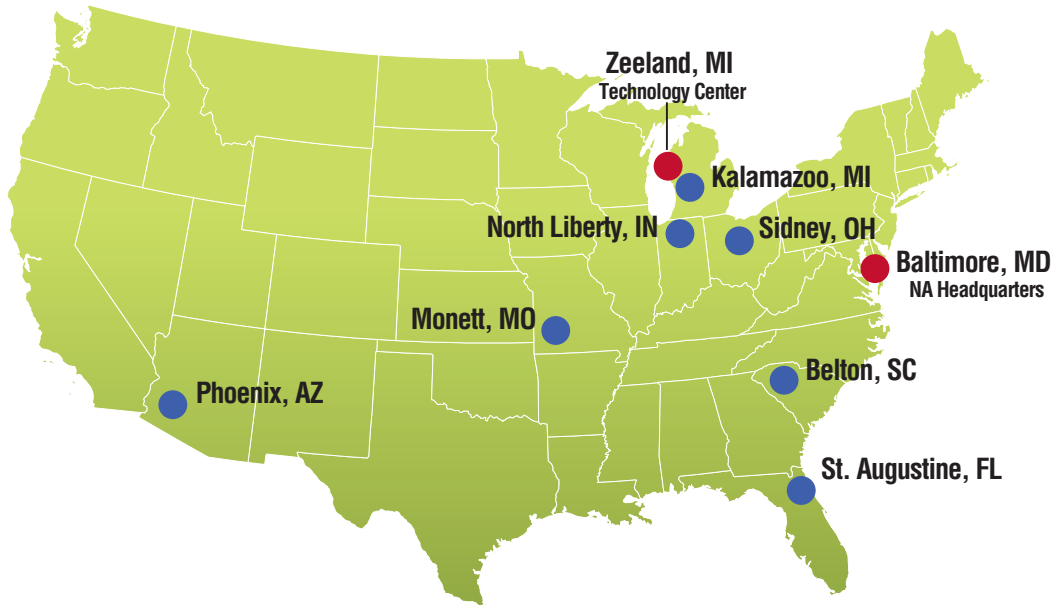 Zeeland, MI
Technology Center
Kalamazoo, MI
North Liberty, IN
Sidney, OH
Baltimore, MD
NA Headquarters
Monett, MO
Belton, SC
Phoenix, AZ
St. Augustine, FL